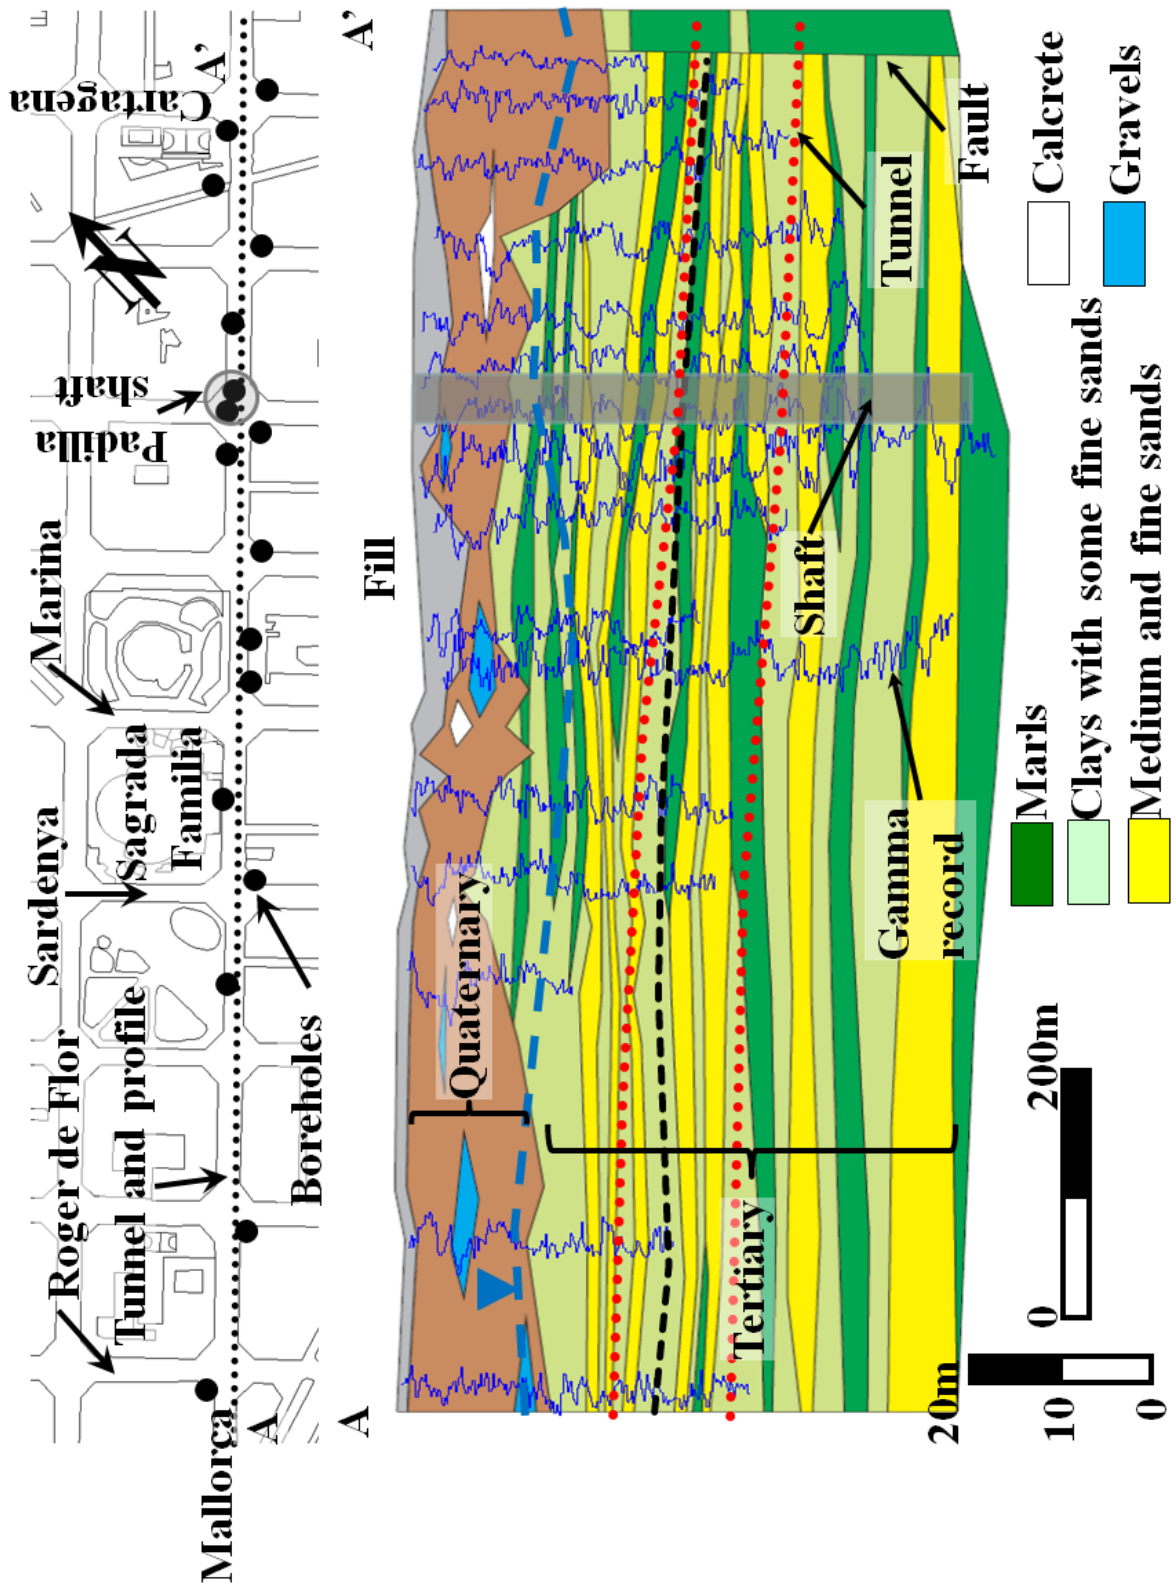 Mallorca
Roger de Flor
Tunnel and profile
Sardenya
Sagrada
Familia
Marina
Padilla
shaft
Cartagena
N
A
A'
Boreholes
A
Fill
A'
Quaternary
Tertiary
Gamma
record
Shaft
Tunnel
Fault
20m
10
0
0
200m
Marls
Clays with some fine sands
Medium and fine sands
Calcrete
Gravels